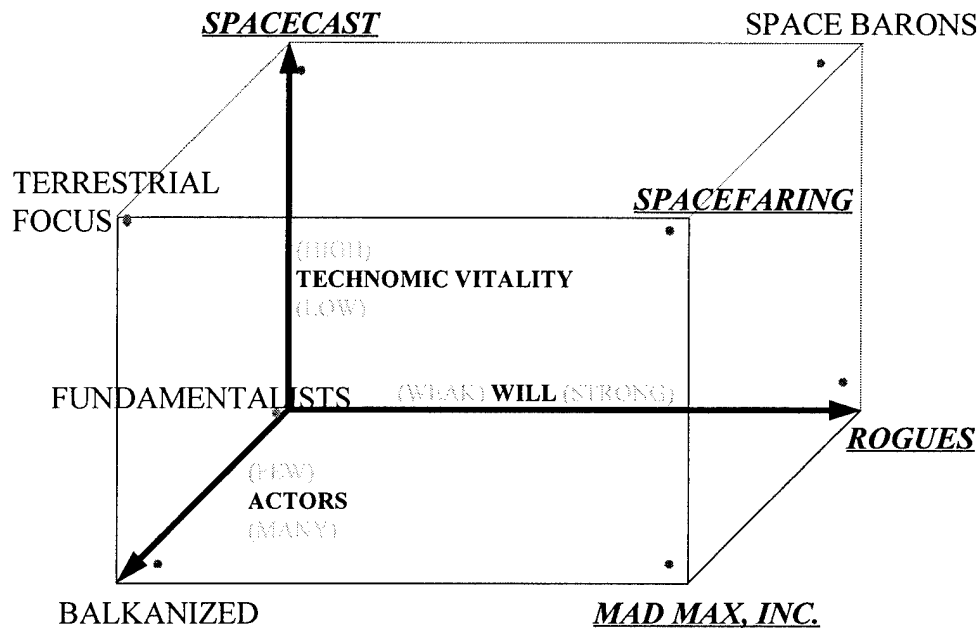 SPACECAST
SPACE BARONS
TERRESTRIAL
FOCUS
SPACEFARING
(HIGH)
TECHNOMIC VITALITY
(LOW)
FUNDAMENTALISTS
(WEAK) WILL (STRONG)
ROGUES
(FEW)
ACTORS
(MANY)
BALKANIZED
MAD MAX, INC.